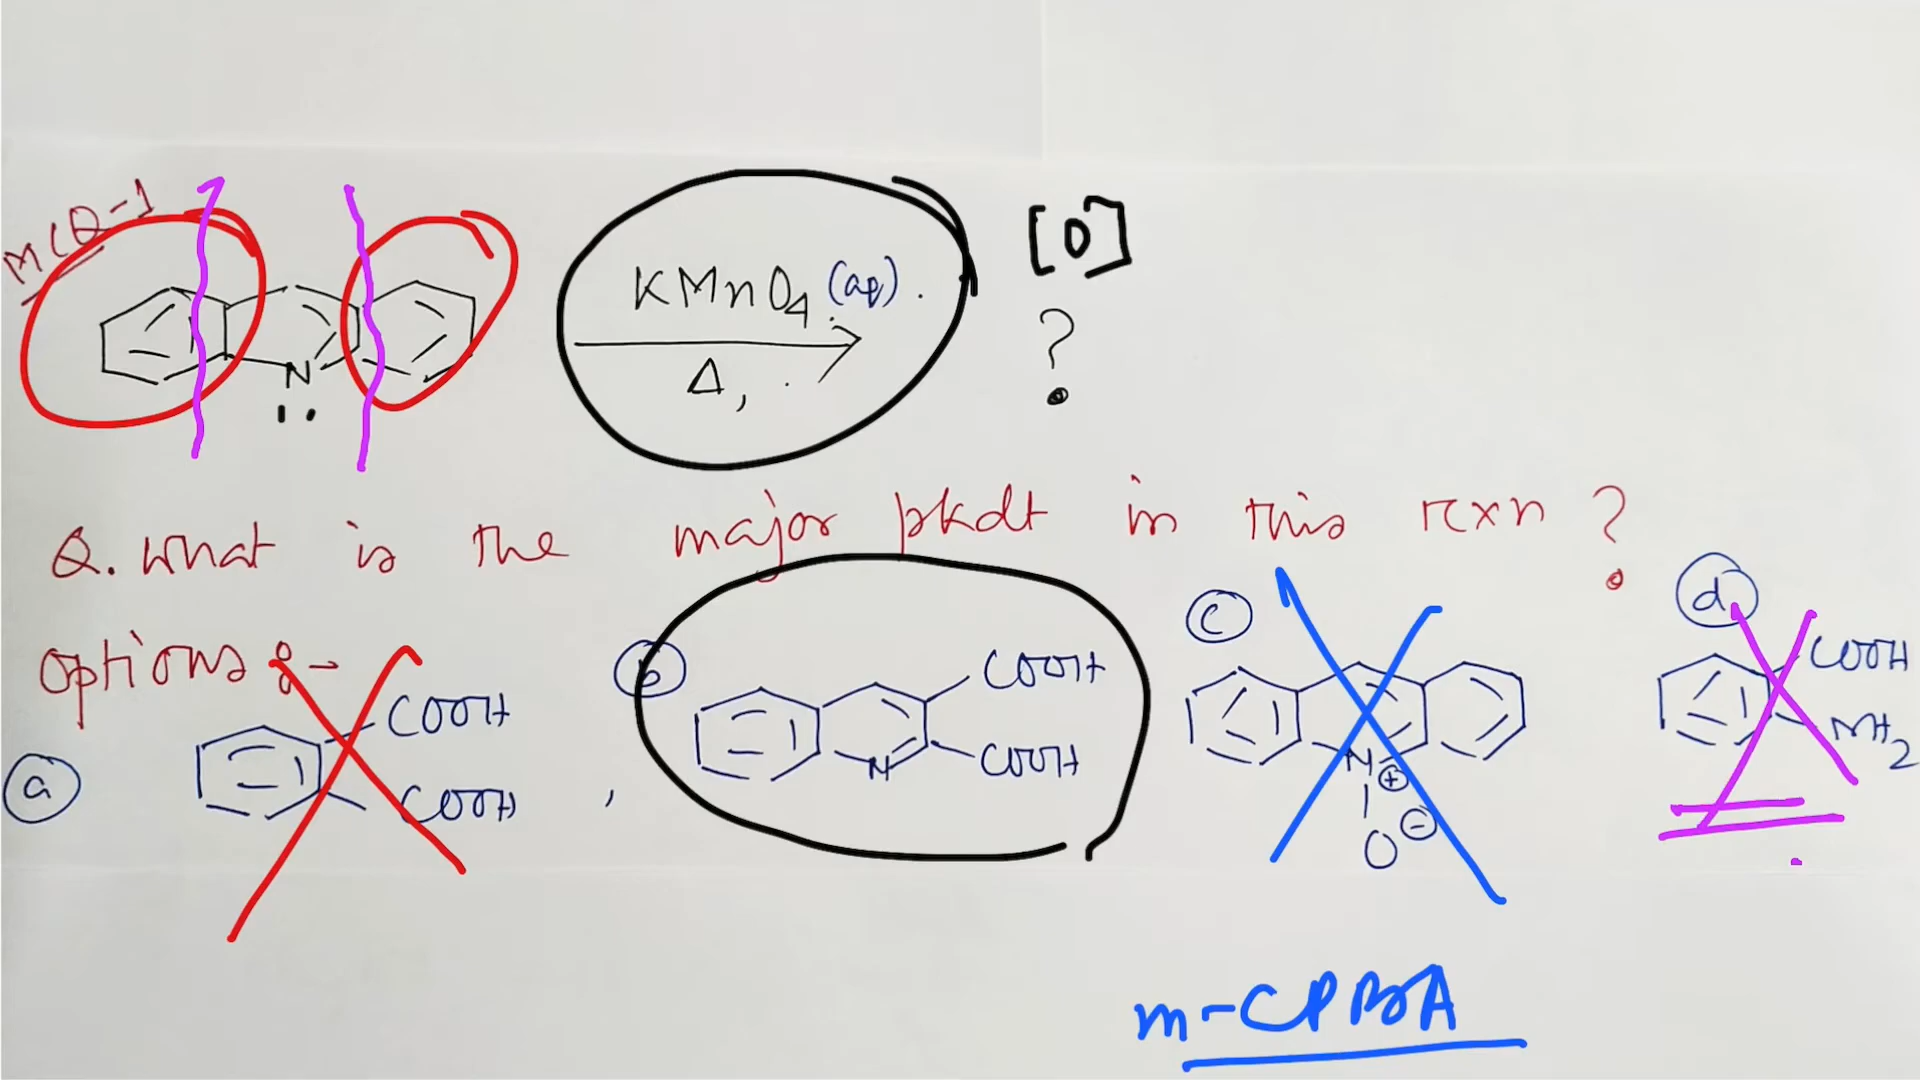 MCQ-1
KMnO4 (aq).
Δ,
[O]
?
N
Q. what is the major pkdt in this rxn ?
options :-
a
COOH
COOH
,
b
COOH
COOH
N
c
N
⊕
O
⊖
d
COOH
NH2
m-CPBA